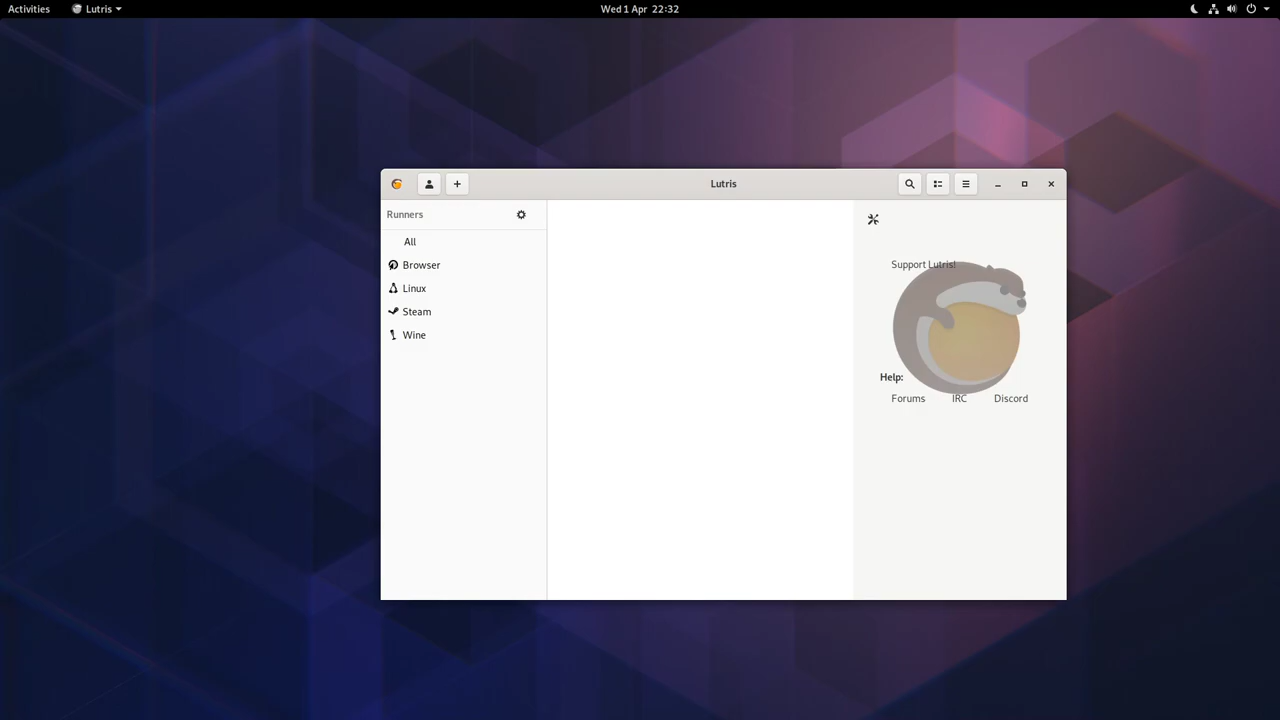 Activities
Lutris
Wed 1 Apr 22:32
Lutris
Runners
All
Browser
Linux
Steam
Wine
Support Lutris!
Help:
Forums IRC Discord